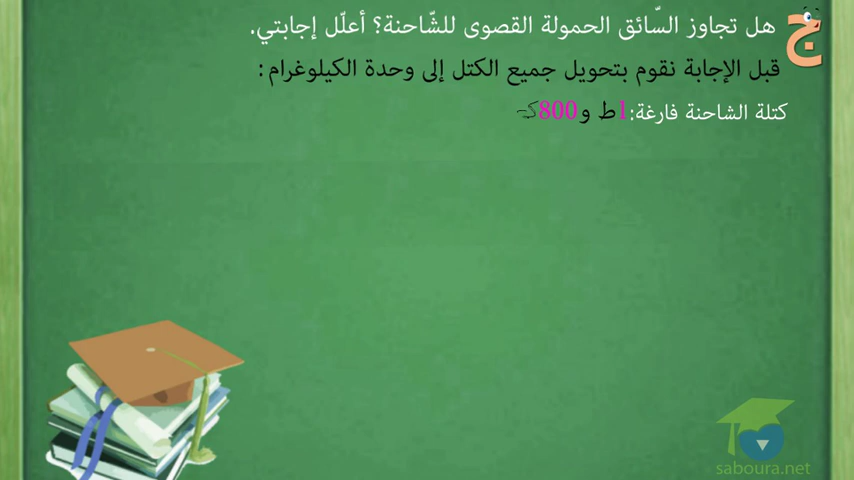 ج
هل تجاوز السّائق الحمولة القصوى للشّاحنة؟ أعلّل إجابتي.
قبل الإجابة نقوم بتحويل جميع الكتل إلى وحدة الكيلوغرام :
كتلة الشاحنة فارغة:1ط و800ك
saboura.net